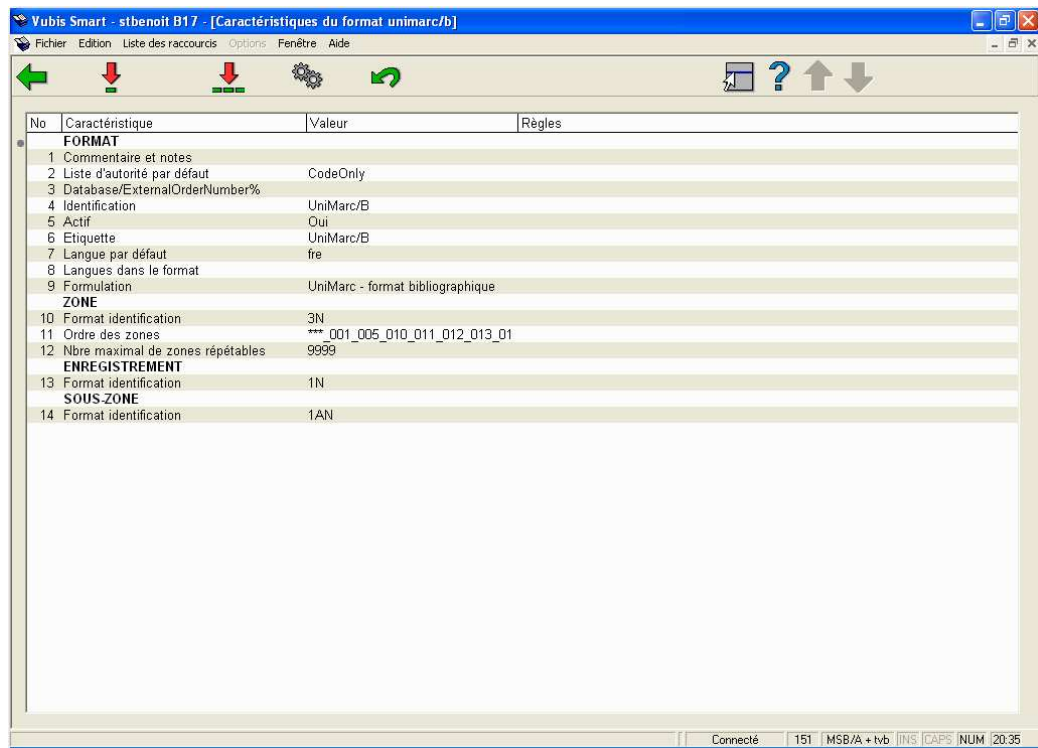 Vubis Smart - stbenoit B17 - [Caractéristiques du format unimarc/b]
Fichier Edition Liste des raccourcis Options Fenêtre Aide
No Caractéristique Valeur Règles
FORMAT
1 Commentaire et notes
2 Liste d'autorité par défaut CodeOnly
3 Database/ExternalOrderNumber%
4 Identification UniMarc/B
5 Actif Oui
6 Etiquette UniMarc/B
7 Langue par défaut fre
8 Langues dans le format
9 Formulation UniMarc - format bibliographique
ZONE
10 Format identification 3N
11 Ordre des zones ***_001_005_010_011_012_013_01
12 Nbre maximal de zones répétables 9999
ENREGISTREMENT
13 Format identification 1N
SOUS-ZONE
14 Format identification 1AN
Connecté 151 MSB/A + tvb INS CAPS NUM 20:35